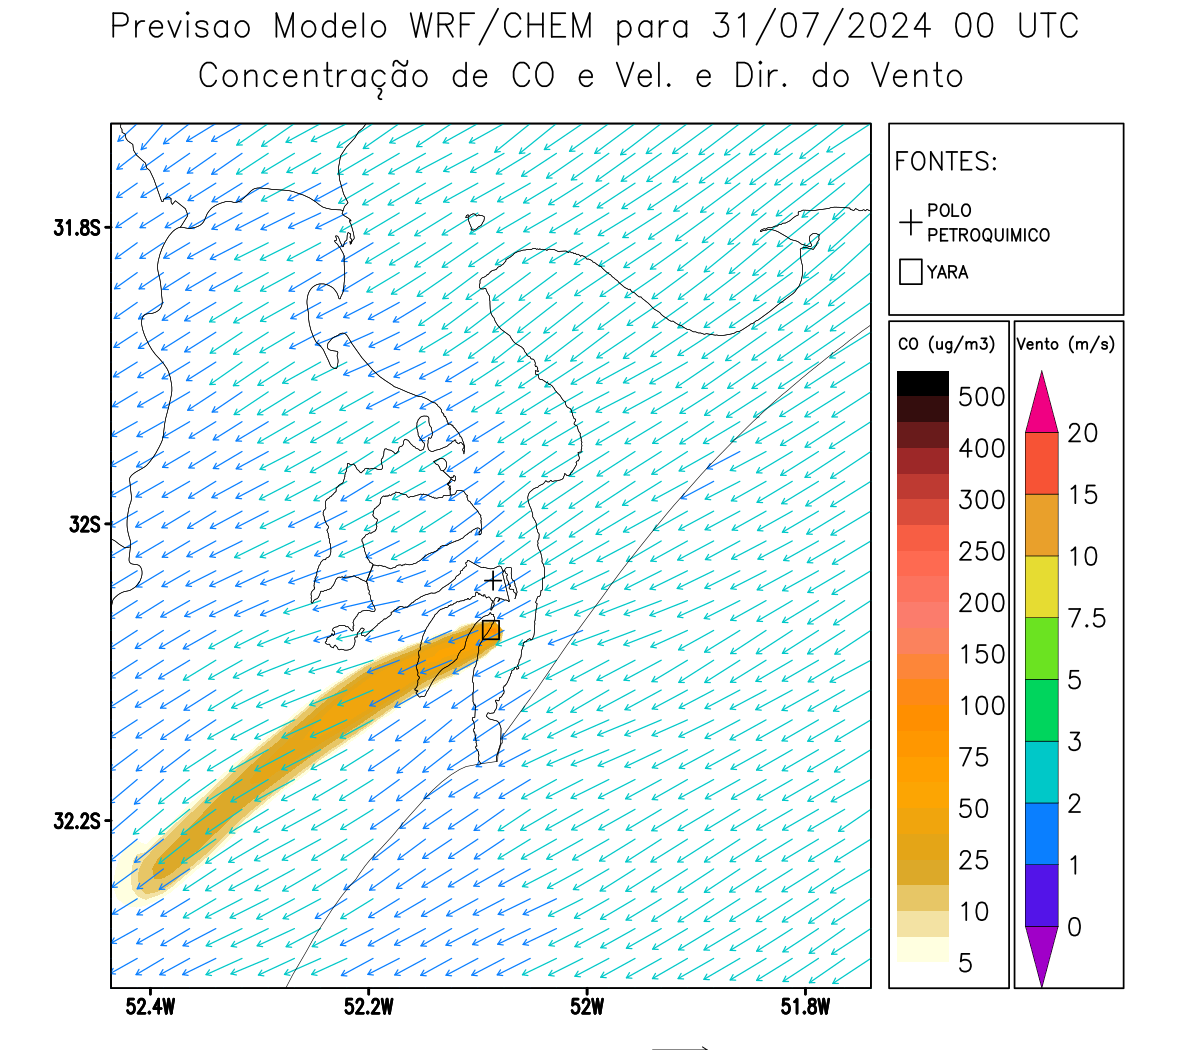 Previsao Modelo WRF/CHEM para 31/07/2024 00 UTC
Concentração de CO e Vel. e Dir. do Vento
FONTES:
POLO
PETROQUIMICO
YARA
31.8S
32S
32.2S
52.4W
52.2W
52W
51.8W
CO (ug/m3)
500
400
300
250
200
150
100
75
50
25
10
5
Vento (m/s)
20
15
10
7.5
5
3
2
1
0